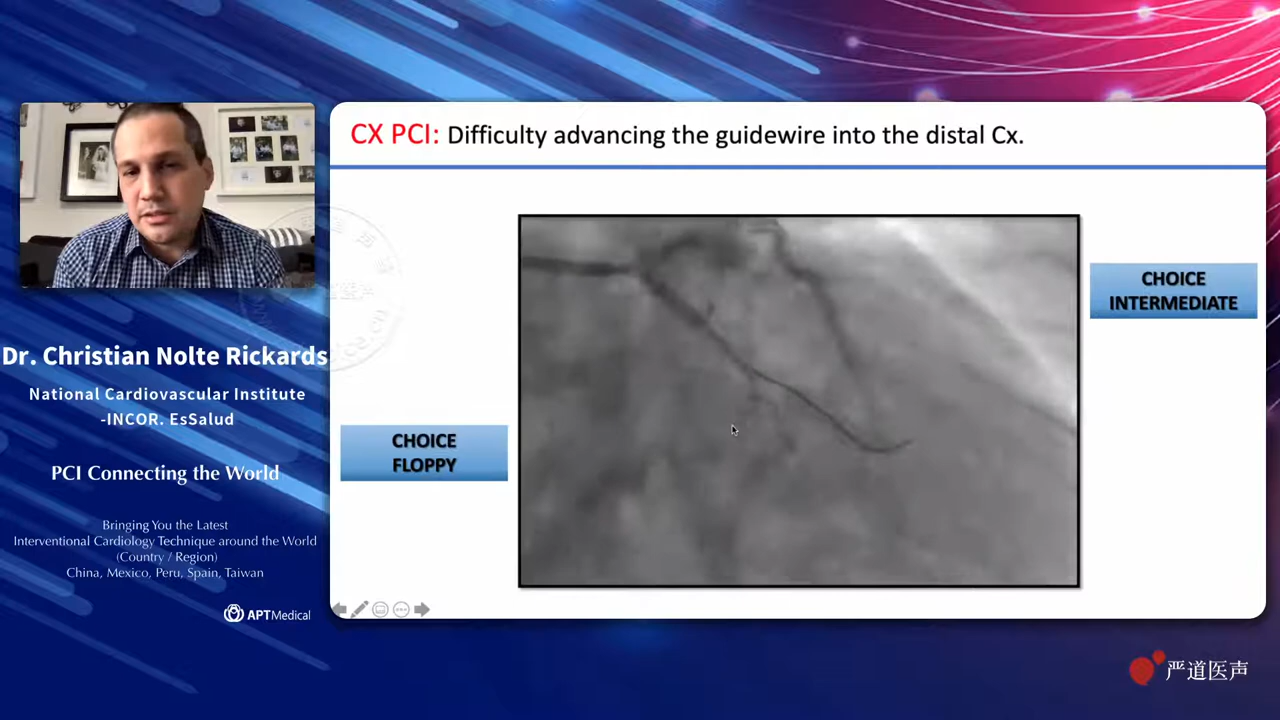 CX PCI: Difficulty advancing the guidewire into the distal Cx.
CHOICE
INTERMEDIATE
CHOICE
FLOPPY
Dr. Christian Nolte Rickards
National Cardiovascular Institute
-INCOR. EsSalud
PCI Connecting the World
Bringing You the Latest
Interventional Cardiology Technique around the World
(Country / Region)
China, Mexico, Peru, Spain, Taiwan
APTMedical
严道医声